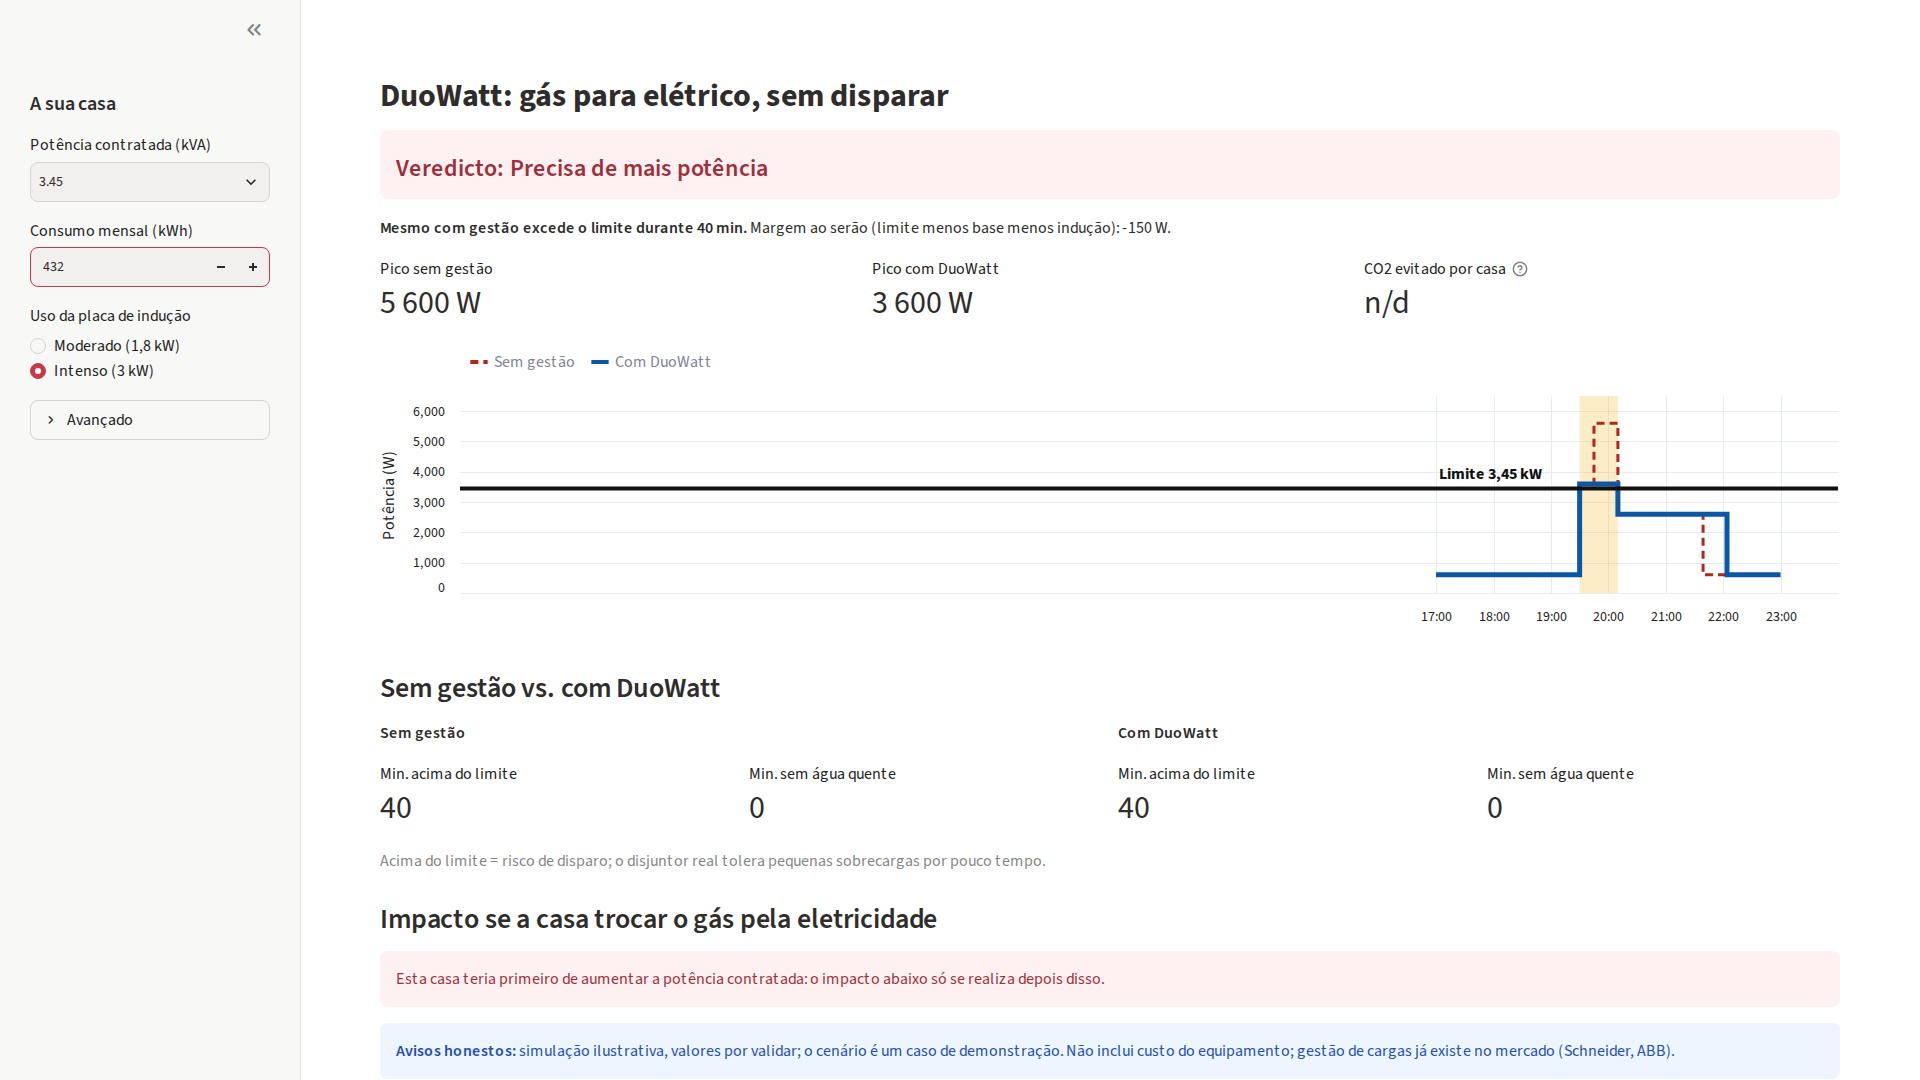 A sua casa
Potência contratada (kVA)
3.45
Consumo mensal (kWh)
432
Uso da placa de indução
Moderado (1,8 kW)
Intenso (3 kW)
Avançado
DuoWatt: gás para elétrico, sem disparar
Veredicto: Precisa de mais potência
Mesmo com gestão excede o limite durante 40 min. Margem ao serão (limite menos base menos indução): -150 W.
Pico sem gestão
5 600 W
Pico com DuoWatt
3 600 W
CO2 evitado por casa
n/d
Sem gestão
Com DuoWatt
Potência (W)
6,000
5,000
4,000
3,000
2,000
1,000
0
Limite 3,45 kW
17:00 18:00 19:00 20:00 21:00 22:00 23:00
Sem gestão vs. com DuoWatt
Sem gestão
Min. acima do limite
40
Min. sem água quente
0
Com DuoWatt
Min. acima do limite
40
Min. sem água quente
0
Acima do limite = risco de disparo; o disjuntor real tolera pequenas sobrecargas por pouco tempo.
Impacto se a casa trocar o gás pela eletricidade
Esta casa teria primeiro de aumentar a potência contratada: o impacto abaixo só se realiza depois disso.
Avisos honestos: simulação ilustrativa, valores por validar; o cenário é um caso de demonstração. Não inclui custo do equipamento; gestão de cargas já existe no mercado (Schneider, ABB).